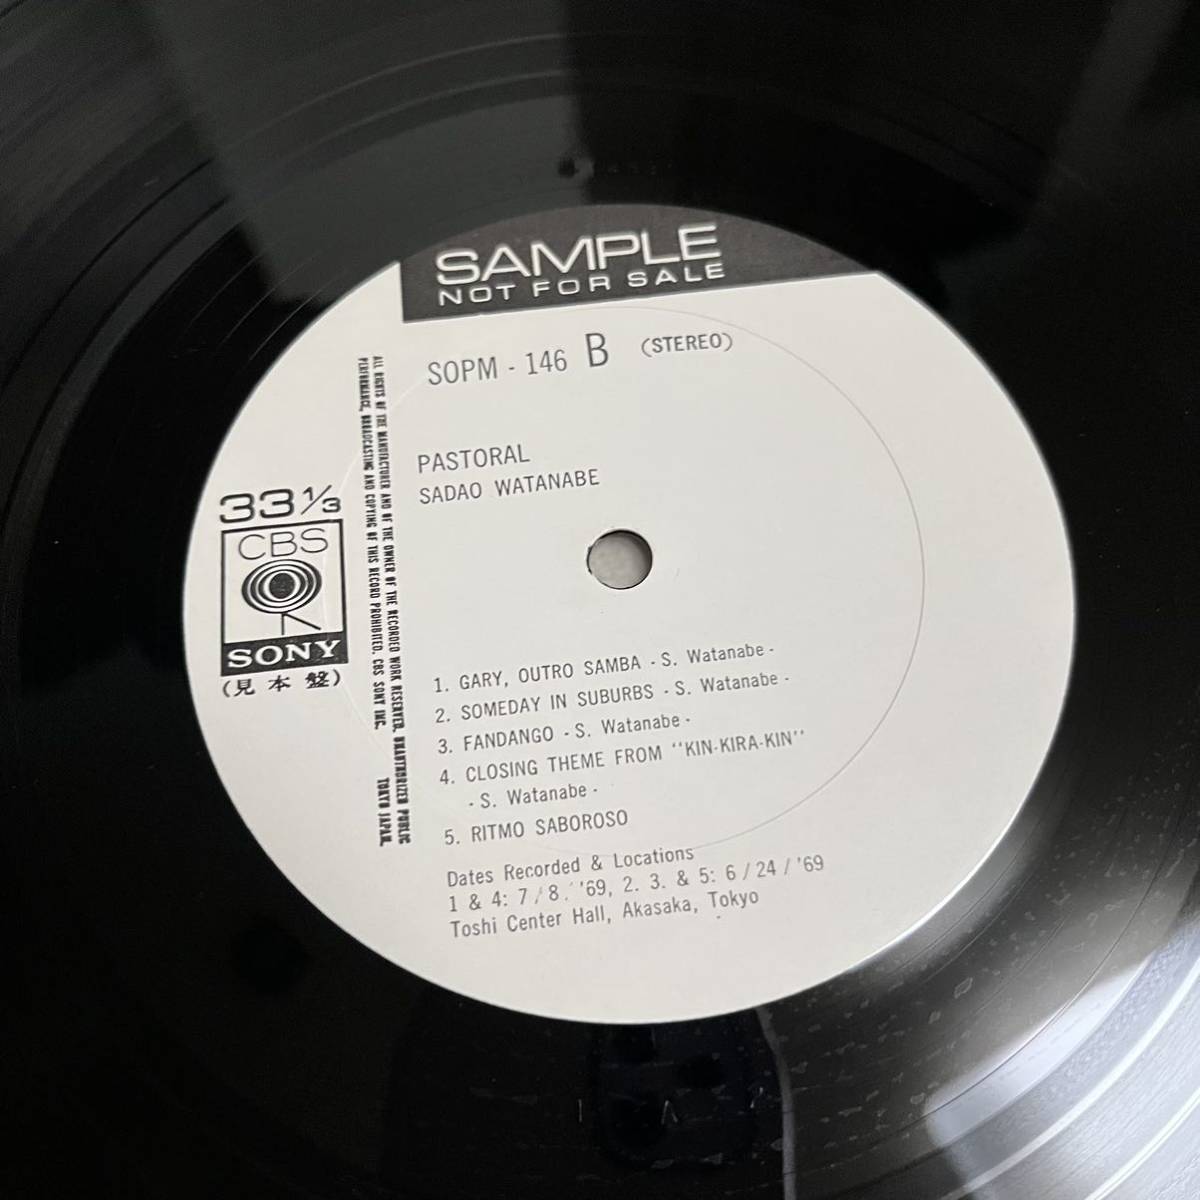 SAMPLE
NOT FOR SALE
SOPM - 146 B (STEREO)
PASTORAL
SADAO WATANABE
33 1/3
CBS
SONY
(見本盤)
ALL RIGHTS OF THE MANUFACTURER AND OF THE OWNER OF THE RECORDED WORK RESERVED. UNAUTHORIZED PUBLIC
PERFORMANCE, BROADCASTING AND COPYING OF THIS RECORD PROHIBITED. CBS SONY INC. TOKYO JAPAN.
1. GARY, OUTRO SAMBA - S. Watanabe -
2. SOMEDAY IN SUBURBS - S. Watanabe -
3. FANDANGO - S. Watanabe -
4. CLOSING THEME FROM "KIN-KIRA-KIN"
- S. Watanabe -
5. RITMO SABOROSO
Dates Recorded & Locations
1 & 4: 7/8. '69, 2. 3. & 5: 6/24/'69
Toshi Center Hall, Akasaka, Tokyo